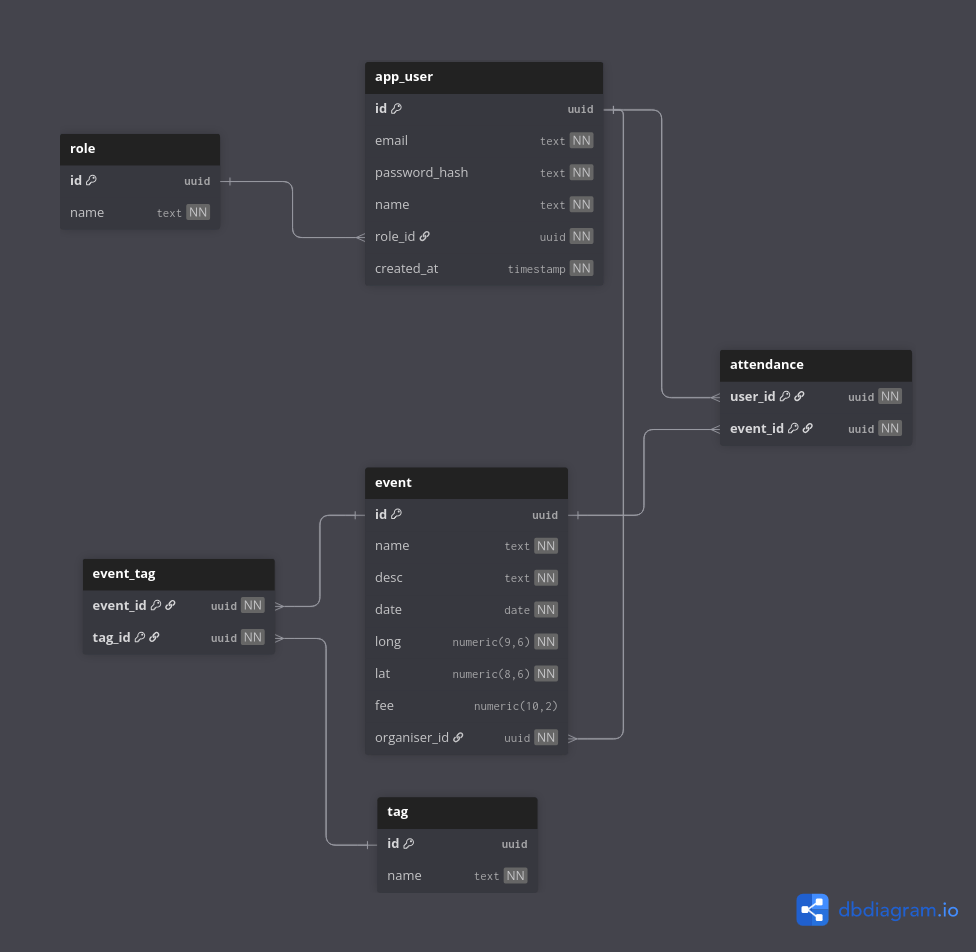 role
id uuid
name text NN
app_user
id uuid
email text NN
password_hash text NN
name text NN
role_id uuid NN
created_at timestamp NN
attendance
user_id uuid NN
event_id uuid NN
event
id uuid
name text NN
desc text NN
date date NN
long numeric(9,6) NN
lat numeric(8,6) NN
fee numeric(10,2)
organiser_id uuid NN
event_tag
event_id uuid NN
tag_id uuid NN
tag
id uuid
name text NN
dbdiagram.io